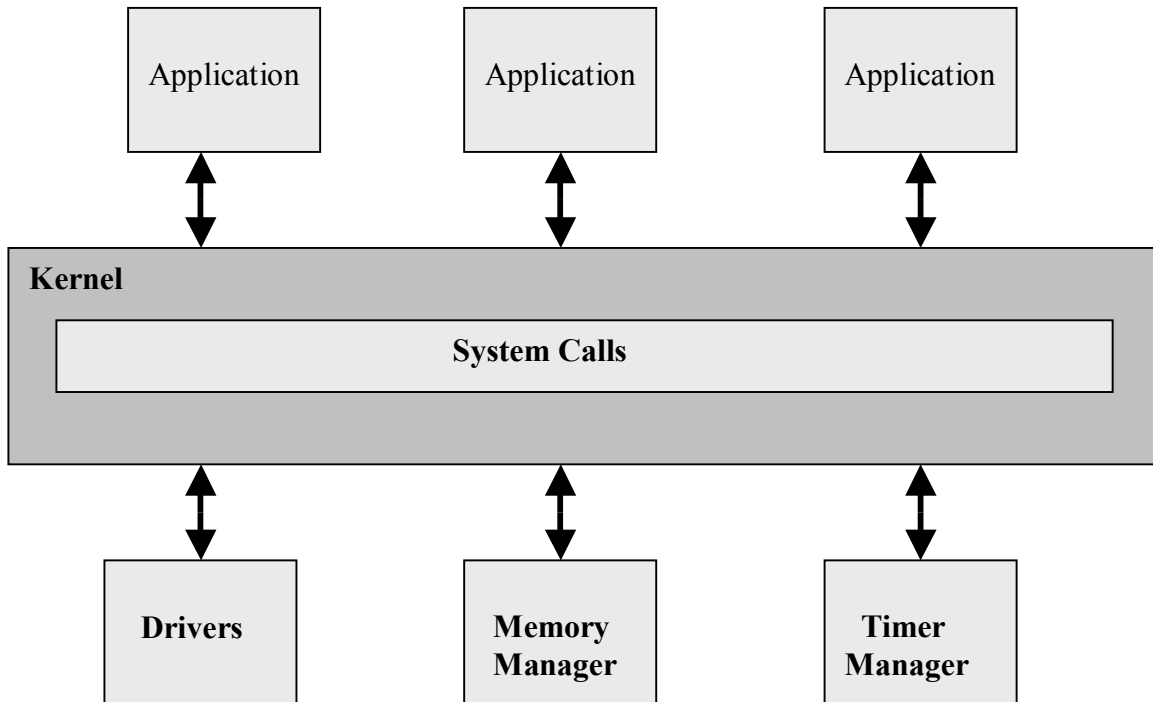 Application
Application
Application
Kernel
System Calls
Drivers
Memory
Manager
Timer
Manager